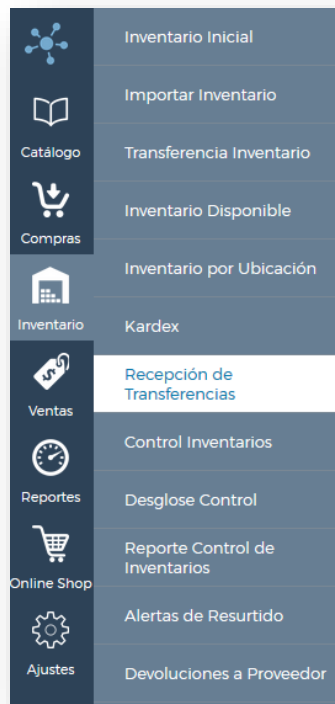 Catálogo
Compras
Inventario
Ventas
Reportes
Online Shop
Ajustes
Inventario Inicial
Importar Inventario
Transferencia Inventario
Inventario Disponible
Inventario por Ubicación
Kardex
Recepción de
Transferencias
Control Inventarios
Desglose Control
Reporte Control de
Inventarios
Alertas de Resurtido
Devoluciones a Proveedor